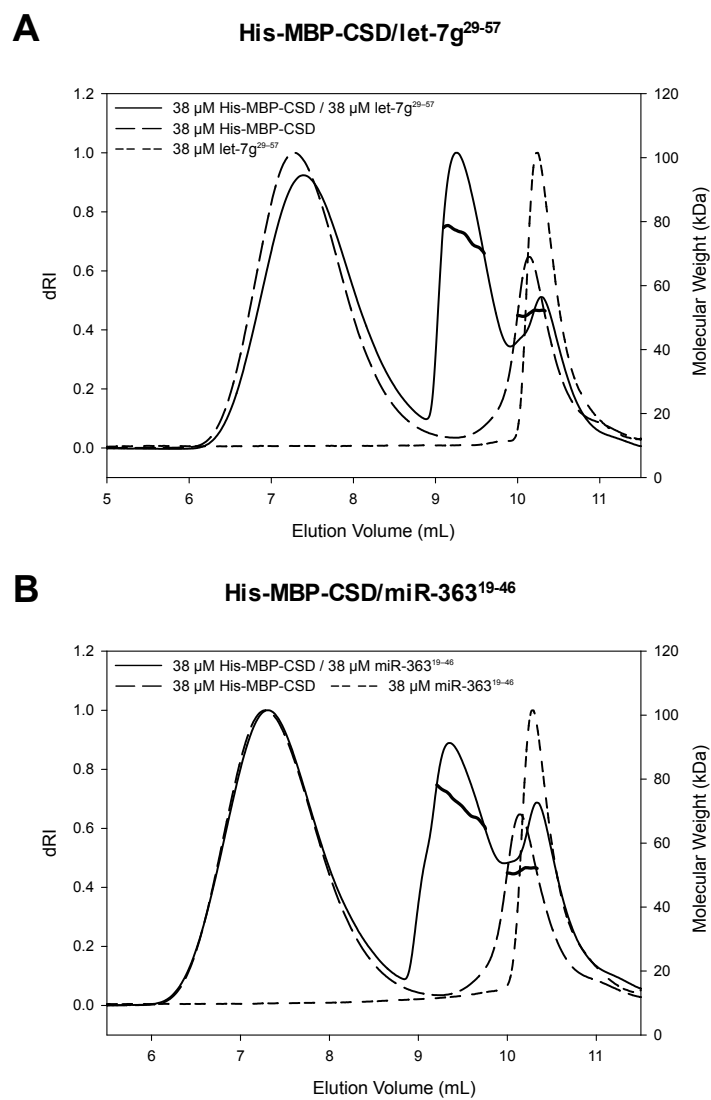 A
His-MBP-CSD/let-7g²⁹⁻⁵⁷
38 µM His-MBP-CSD / 38 µM let-7g²⁹⁻⁵⁷
38 µM His-MBP-CSD
38 µM let-7g²⁹⁻⁵⁷
1.2
1.0
0.8
0.6
0.4
0.2
0.0
dRI
120
100
80
60
40
20
0
Molecular Weight (kDa)
5 6 7 8 9 10 11
Elution Volume (mL)
B
His-MBP-CSD/miR-363¹⁹⁻⁴⁶
38 µM His-MBP-CSD / 38 µM miR-363¹⁹⁻⁴⁶
38 µM His-MBP-CSD 38 µM miR-363¹⁹⁻⁴⁶
1.2
1.0
0.8
0.6
0.4
0.2
0.0
dRI
120
100
80
60
40
20
0
Molecular Weight (kDa)
6 7 8 9 10 11
Elution Volume (mL)